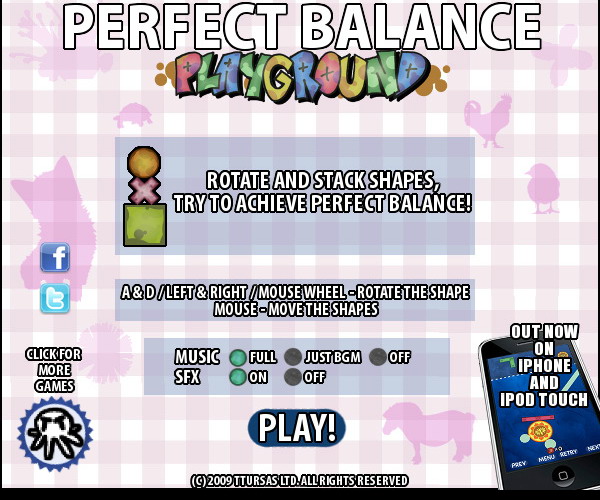 PERFECT BALANCE
PLAYGROUND
ROTATE AND STACK SHAPES,
TRY TO ACHIEVE PERFECT BALANCE!
A & D / LEFT & RIGHT / MOUSE WHEEL - ROTATE THE SHAPE
MOUSE - MOVE THE SHAPES
MUSIC FULL JUST BGM OFF
SFX ON OFF
CLICK FOR
MORE
GAMES
OUT NOW
ON
IPHONE
AND
IPOD TOUCH
PREV MENU RETRY NEXT
PLAY!
(C) 2009 TTURSAS LTD. ALL RIGHTS RESERVED